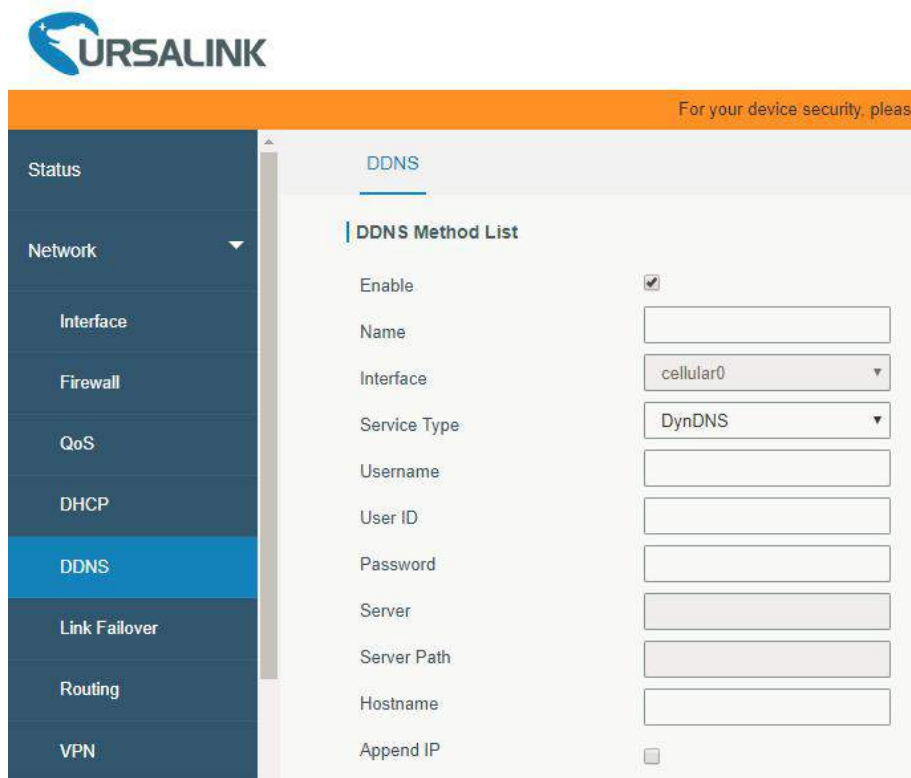 URSALINK
For your device security, pleas
Status
Network
Interface
Firewall
QoS
DHCP
DDNS
Link Failover
Routing
VPN
DDNS
DDNS Method List
Enable
Name
Interface cellular0
Service Type DynDNS
Username
User ID
Password
Server
Server Path
Hostname
Append IP